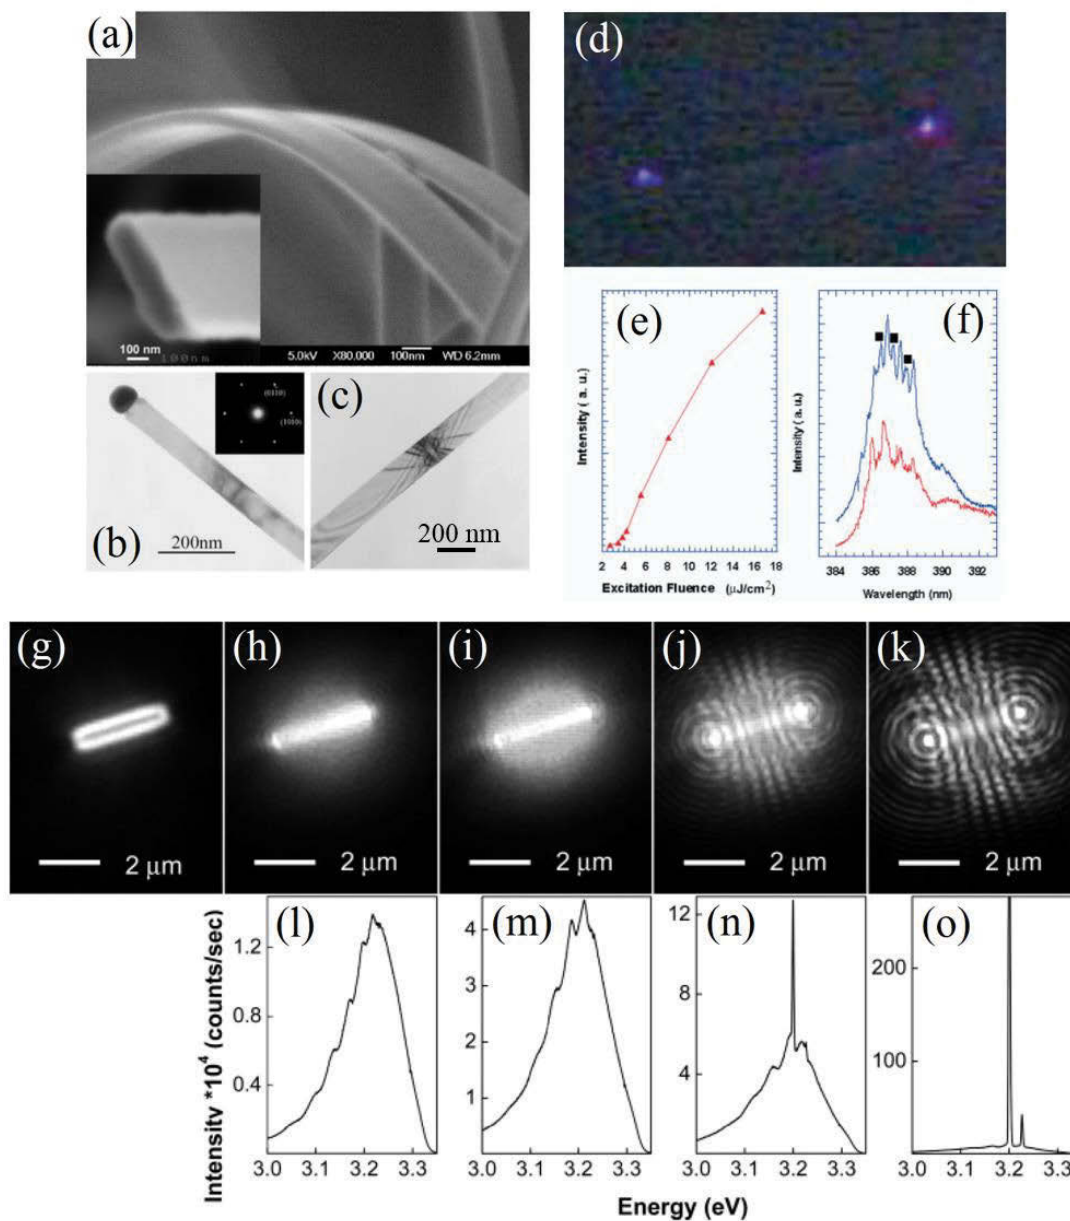 (a)
100 nm
100nm
5.0kV X80.000 100nm WD 6.2mm
(b)
200nm
(0110)
(1010)
(c)
200 nm
(d)
(e)
Intensity ( a. u.)
2 4 6 8 10 12 14 16 18
Excitation Fluence (μJ/cm²)
(f)
Intensity ( a. u.)
384 386 388 390 392
Wavelength (nm)
(g)
2 μm
(h)
2 μm
(i)
2 μm
(j)
2 μm
(k)
2 μm
Intensity *10⁴ (counts/sec)
(l)
1.2
0.8
0.4
3.0 3.1 3.2 3.3
(m)
4
3
2
1
3.0 3.1 3.2 3.3
(n)
12
8
4
3.0 3.1 3.2 3.3
(o)
200
100
3.0 3.1 3.2 3.3
Energy (eV)